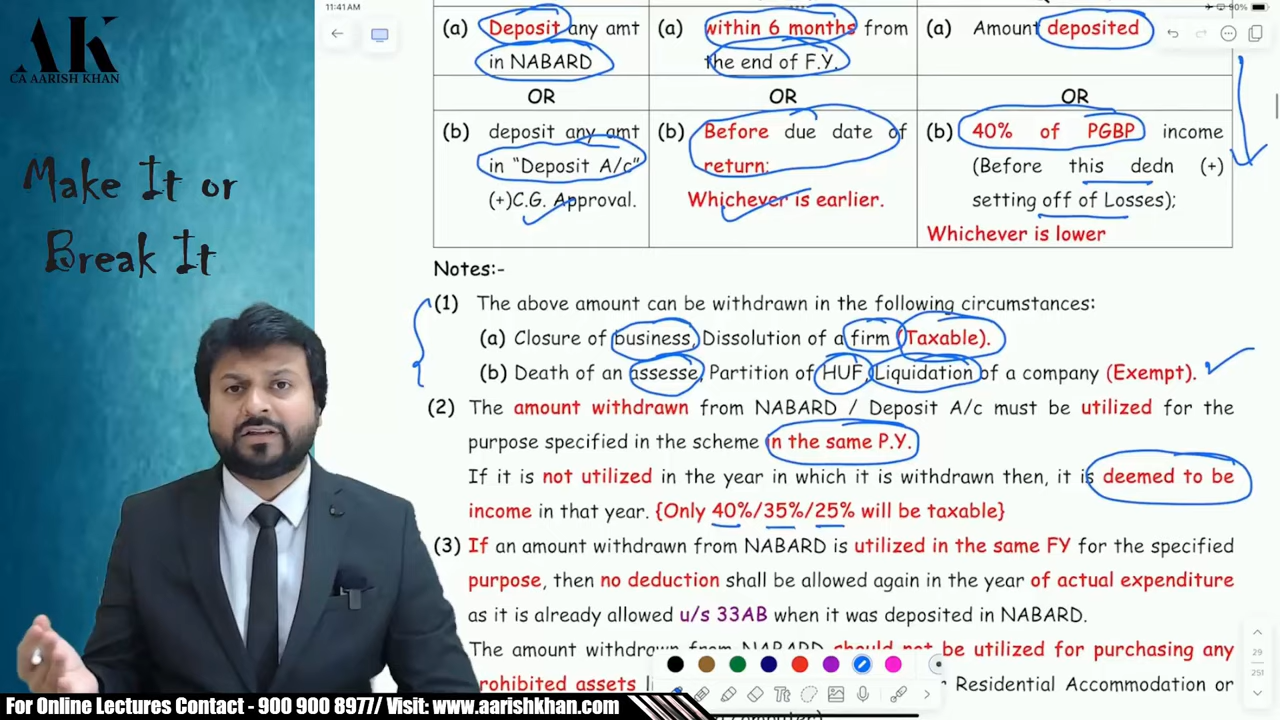 11:41 AM
90%
AK
CA AARISH KHAN
Make It or
Break It
(a) Deposit any amt in NABARD
(a) within 6 months from the end of F.Y.
(a) Amount deposited
OR
OR
OR
(b) deposit any amt in "Deposit A/c" (+)C.G. Approval.
(b) Before due date of return;
Whichever is earlier.
(b) 40% of PGBP income (Before this dedn (+) setting off of Losses);
Whichever is lower
Notes:-
(1) The above amount can be withdrawn in the following circumstances:
(a) Closure of business, Dissolution of a firm (Taxable).
(b) Death of an assesse, Partition of HUF, Liquidation of a company (Exempt).
(2) The amount withdrawn from NABARD / Deposit A/c must be utilized for the
purpose specified in the scheme in the same P.Y.
If it is not utilized in the year in which it is withdrawn then, it is deemed to be
income in that year. {Only 40%/35%/25% will be taxable}
(3) If an amount withdrawn from NABARD is utilized in the same FY for the specified
purpose, then no deduction shall be allowed again in the year of actual expenditure
as it is already allowed u/s 33AB when it was deposited in NABARD.
The amount withdrawn from NABARD should not be utilized for purchasing any
prohibited assets Residential Accommodation or
computer)
29
251
Tt
For Online Lectures Contact - 900 900 8977/ Visit: www.aarishkhan.com